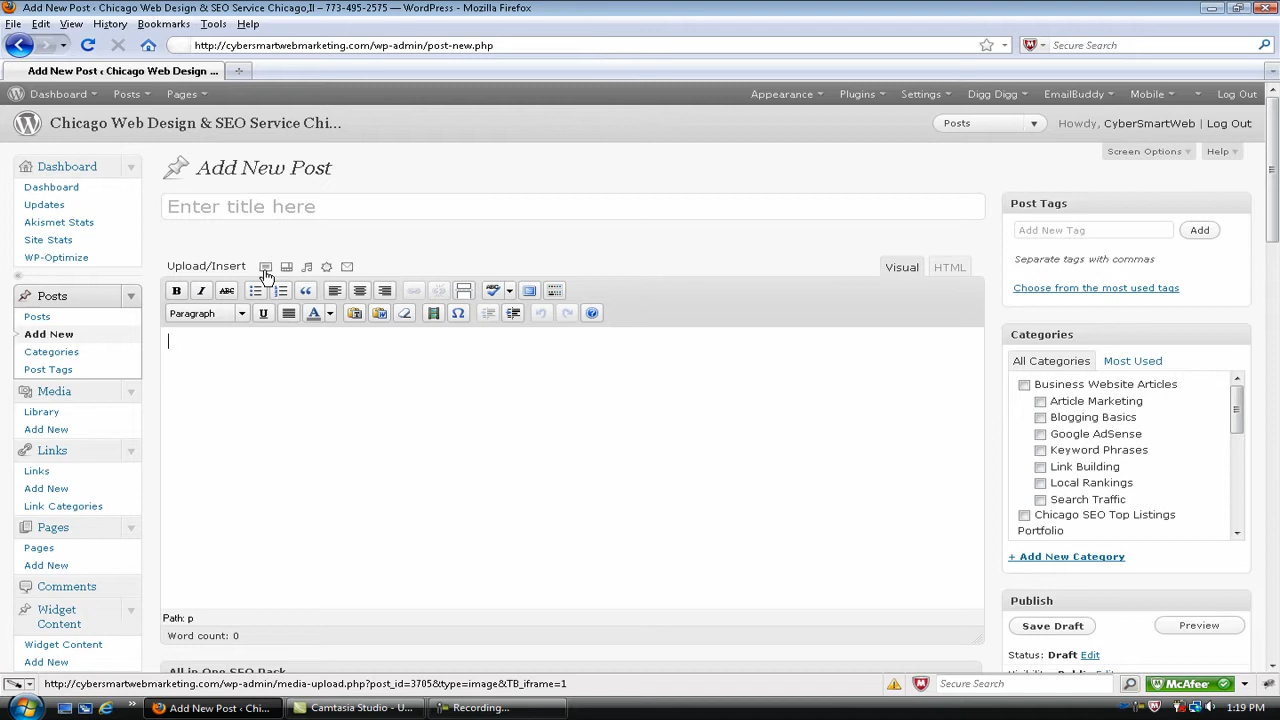 Add New Post ‹ Chicago Web Design & SEO Service Chicago,Il – 773-495-2575 — WordPress - Mozilla Firefox
File Edit View History Bookmarks Tools Help
http://cybersmartwebmarketing.com/wp-admin/post-new.php
Secure Search
Add New Post ‹ Chicago Web Design ...
Dashboard Posts Pages Appearance Plugins Settings Digg Digg EmailBuddy Mobile Log Out
Chicago Web Design & SEO Service Chi...
Posts
Howdy, CyberSmartWeb | Log Out
Screen Options Help
Dashboard
Dashboard
Updates
Akismet Stats
Site Stats
WP-Optimize
Posts
Posts
Add New
Categories
Post Tags
Media
Library
Add New
Links
Links
Add New
Link Categories
Pages
Pages
Add New
Comments
Widget
Content
Widget Content
Add New
Add New Post
Enter title here
Upload/Insert
Visual HTML
B I ABC
Paragraph U A
Path: p
Word count: 0
All in One SEO Pack
Post Tags
Add New Tag Add
Separate tags with commas
Choose from the most used tags
Categories
All Categories Most Used
Business Website Articles
Article Marketing
Blogging Basics
Google AdSense
Keyword Phrases
Link Building
Local Rankings
Search Traffic
Chicago SEO Top Listings
Portfolio
+ Add New Category
Publish
Save Draft Preview
Status: Draft Edit
http://cybersmartwebmarketing.com/wp-admin/media-upload.php?post_id=3705&type=image&TB_iframe=1
Secure Search
McAfee
Add New Post ‹ Chi...
Camtasia Studio - U...
Recording...
1:19 PM